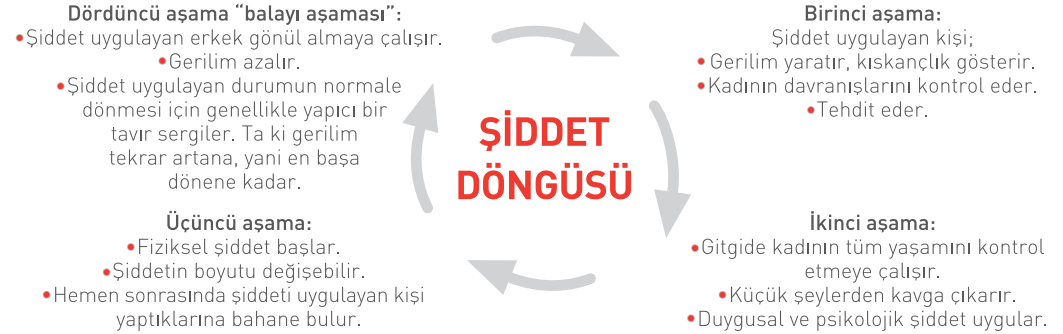 Dördüncü aşama “balayı aşaması”:
•Şiddet uygulayan erkek gönül almaya çalışır.
•Gerilim azalır.
•Şiddet uygulayan durumun normale
dönmesi için genellikle yapıcı bir
tavır sergiler. Ta ki gerilim
tekrar artana, yani en başa
dönene kadar.
Birinci aşama:
Şiddet uygulayan kişi;
•Gerilim yaratır, kıskançlık gösterir.
•Kadının davranışlarını kontrol eder.
•Tehdit eder.
ŞİDDET
DÖNGÜSÜ
Üçüncü aşama:
•Fiziksel şiddet başlar.
•Şiddetin boyutu değişebilir.
•Hemen sonrasında şiddeti uygulayan kişi
yaptıklarına bahane bulur.
İkinci aşama:
•Gitgide kadının tüm yaşamını kontrol
etmeye çalışır.
•Küçük şeylerden kavga çıkarır.
•Duygusal ve psikolojik şiddet uygular.